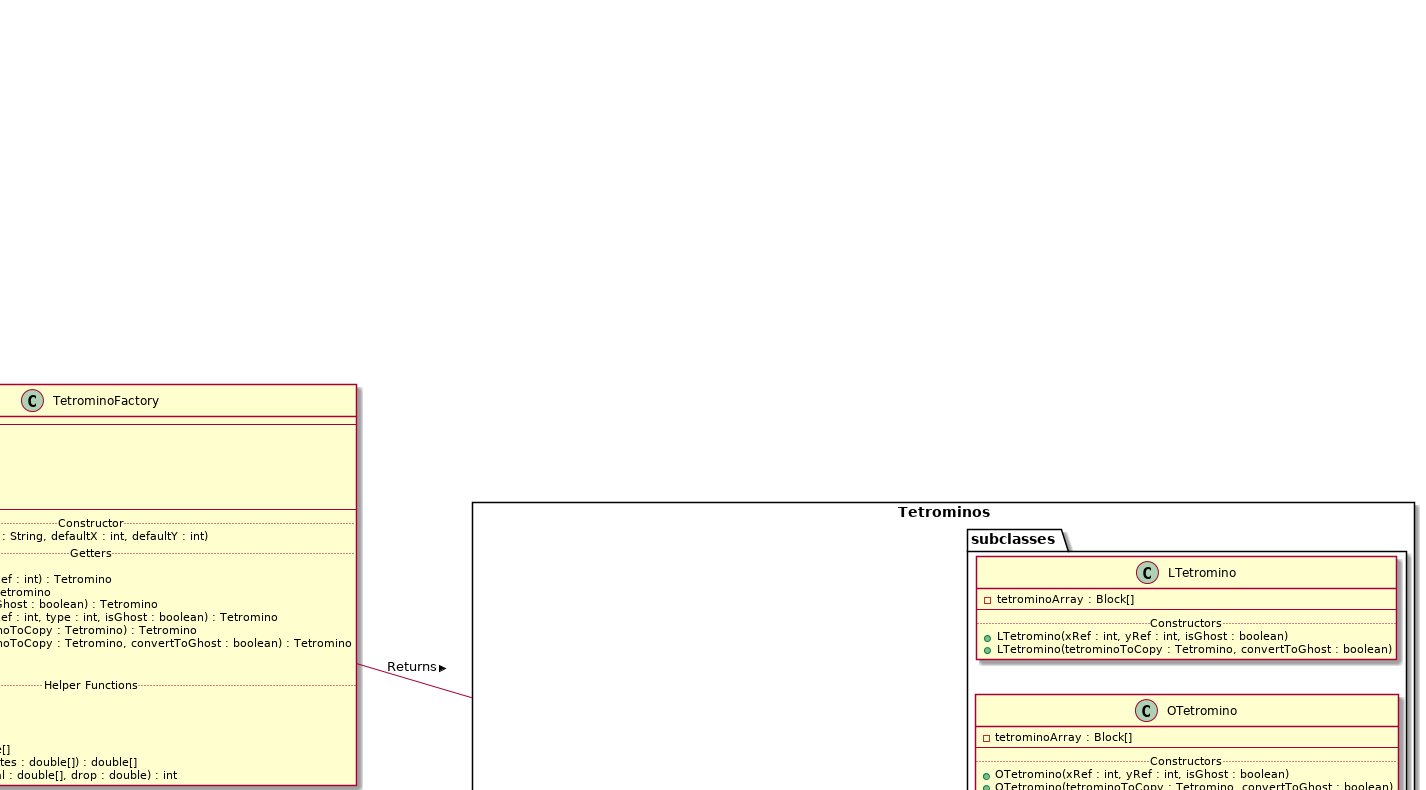 C TetrominoFactory
Constructor
: String, defaultX : int, defaultY : int)
Getters
ef : int) : Tetromino
etromino
Ghost : boolean) : Tetromino
ef : int, type : int, isGhost : boolean) : Tetromino
noToCopy : Tetromino) : Tetromino
noToCopy : Tetromino, convertToGhost : boolean) : Tetromino
Helper Functions
e[]
tes : double[]) : double[]
al : double[], drop : double) : int
Returns ▶
Tetrominos
subclasses
C LTetromino
tetrominoArray : Block[]
Constructors
LTetromino(xRef : int, yRef : int, isGhost : boolean)
LTetromino(tetrominoToCopy : Tetromino, convertToGhost : boolean)
C OTetromino
tetrominoArray : Block[]
Constructors
OTetromino(xRef : int, yRef : int, isGhost : boolean)
OTetromino(tetrominoToCopy : Tetromino, convertToGhost : boolean)